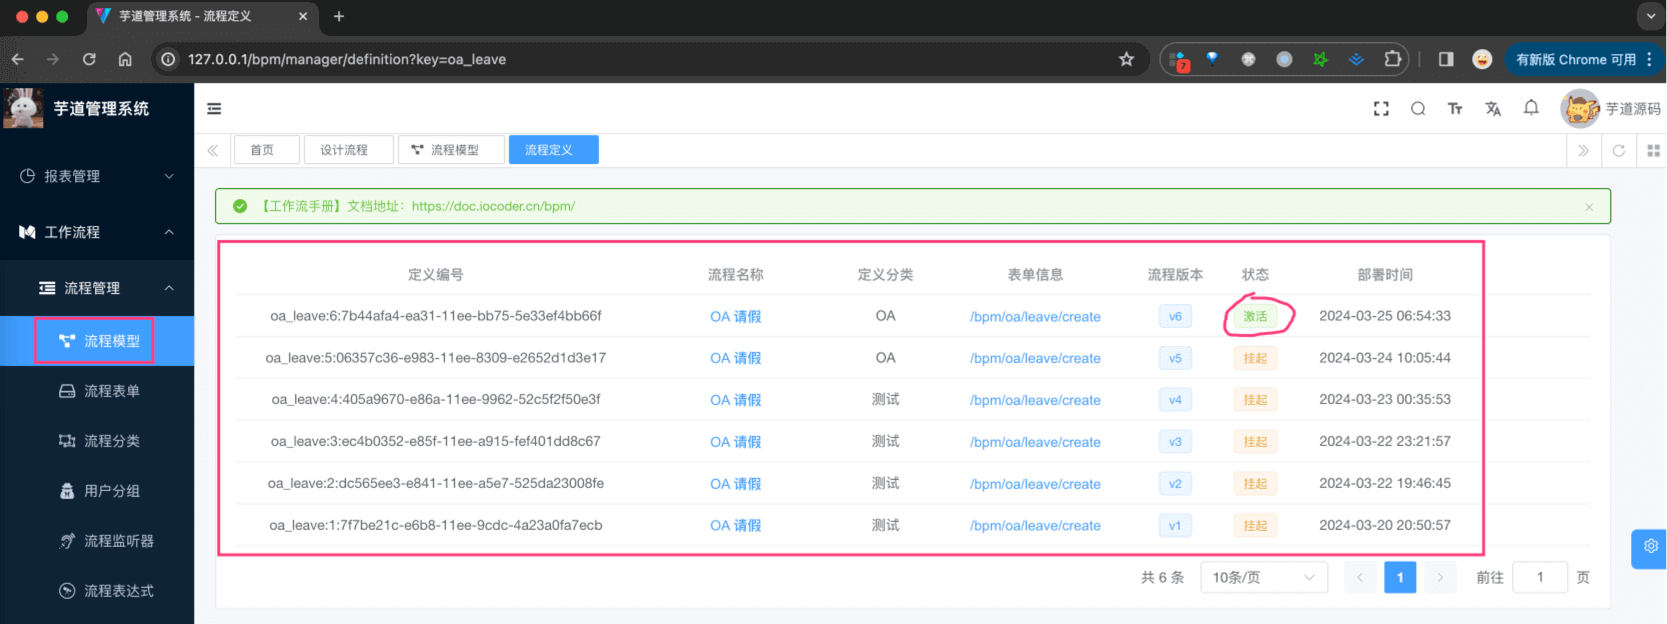 芋道管理系统 - 流程定义
127.0.0.1/bpm/manager/definition?key=oa_leave
7
有新版 Chrome 可用
芋道管理系统
芋道源码
首页
设计流程
流程模型
流程定义
报表管理
工作流程
流程管理
流程模型
流程表单
流程分类
用户分组
流程监听器
流程表达式
【工作流手册】文档地址：https://doc.iocoder.cn/bpm/
定义编号 流程名称 定义分类 表单信息 流程版本 状态 部署时间
oa_leave:6:7b44afa4-ea31-11ee-bb75-5e33ef4bb66f OA 请假 OA /bpm/oa/leave/create v6 激活 2024-03-25 06:54:33
oa_leave:5:06357c36-e983-11ee-8309-e2652d1d3e17 OA 请假 OA /bpm/oa/leave/create v5 挂起 2024-03-24 10:05:44
oa_leave:4:405a9670-e86a-11ee-9962-52c5f2f50e3f OA 请假 测试 /bpm/oa/leave/create v4 挂起 2024-03-23 00:35:53
oa_leave:3:ec4b0352-e85f-11ee-a915-fef401dd8c67 OA 请假 测试 /bpm/oa/leave/create v3 挂起 2024-03-22 23:21:57
oa_leave:2:dc565ee3-e841-11ee-a5e7-525da23008fe OA 请假 测试 /bpm/oa/leave/create v2 挂起 2024-03-22 19:46:45
oa_leave:1:7f7be21c-e6b8-11ee-9cdc-4a23a0fa7ecb OA 请假 测试 /bpm/oa/leave/create v1 挂起 2024-03-20 20:50:57
共 6 条 10条/页 1 前往 1 页